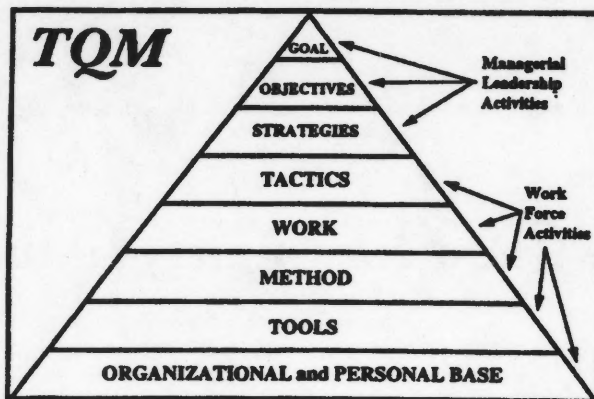 TQM
GOAL
OBJECTIVES
STRATEGIES
TACTICS
WORK
METHOD
TOOLS
ORGANIZATIONAL and PERSONAL BASE
Managerial
Leadership
Activities
Work
Force
Activities